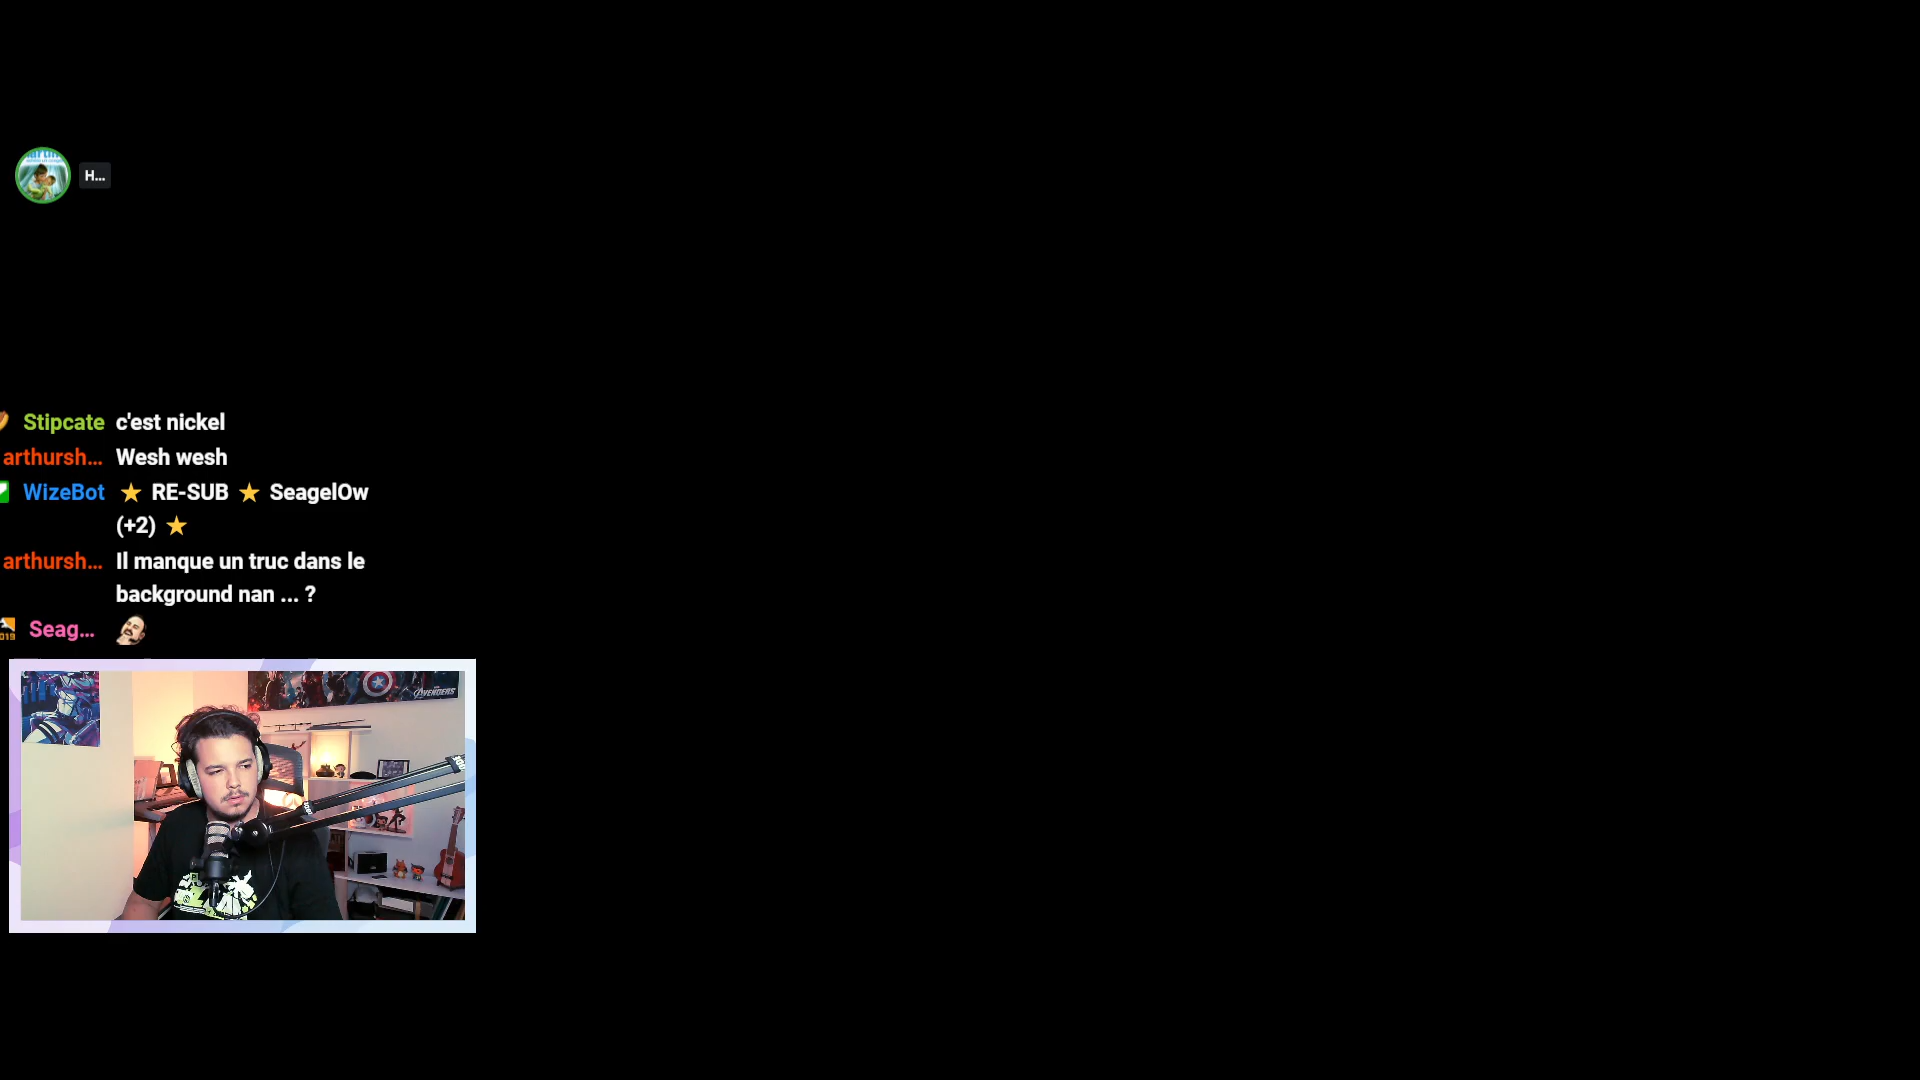 H...
Stipcate c'est nickel
arthursh... Wesh wesh
WizeBot ★ RE-SUB ★ SeagelOw
(+2) ★
arthursh... Il manque un truc dans le
background nan ... ?
2019 Seag...
AVENGERS